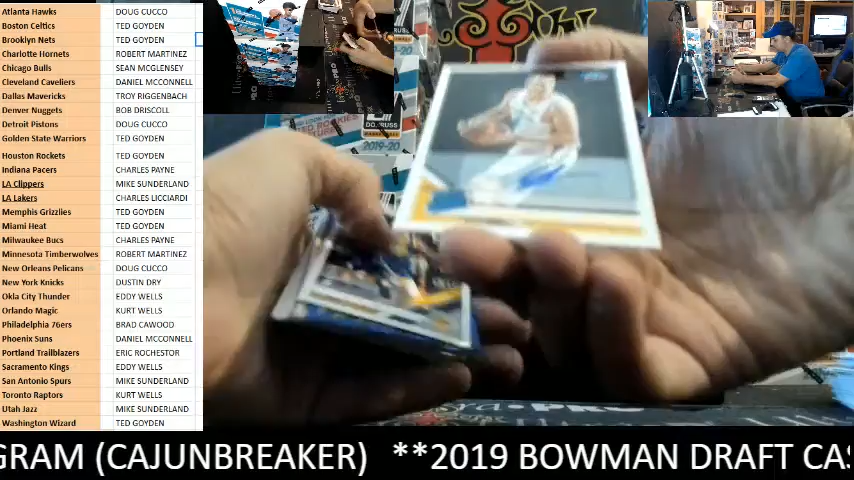 Atlanta Hawks DOUG CUCCO
Boston Celtics TED GOYDEN
Brooklyn Nets TED GOYDEN
Charlotte Hornets ROBERT MARTINEZ
Chicago Bulls SEAN MCGLENSEY
Cleveland Caveliers DANIEL MCCONNELL
Dallas Mavericks TROY RIGGENBACH
Denver Nuggets BOB DRISCOLL
Detroit Pistons DOUG CUCCO
Golden State Warriors TED GOYDEN
Houston Rockets TED GOYDEN
Indiana Pacers CHARLES PAYNE
LA Clippers MIKE SUNDERLAND
LA Lakers CHARLES LICCIARDI
Memphis Grizzlies TED GOYDEN
Miami Heat TED GOYDEN
Milwaukee Bucs CHARLES PAYNE
Minnesota Timberwolves ROBERT MARTINEZ
New Orleans Pelicans DOUG CUCCO
New York Knicks DUSTIN DRY
Okla City Thunder EDDY WELLS
Orlando Magic KURT WELLS
Philadelphia 76ers BRAD CAWOOD
Phoenix Suns DANIEL MCCONNELL
Portland Trailblazers ERIC ROCHESTOR
Sacramento Kings EDDY WELLS
San Antonio Spurs MIKE SUNDERLAND
Toronto Raptors KURT WELLS
Utah Jazz MIKE SUNDERLAND
Washington Wizard TED GOYDEN
2019-20
DONRUSS
2019-20
GRAM (CAJUNBREAKER) **2019 BOWMAN DRAFT CAS